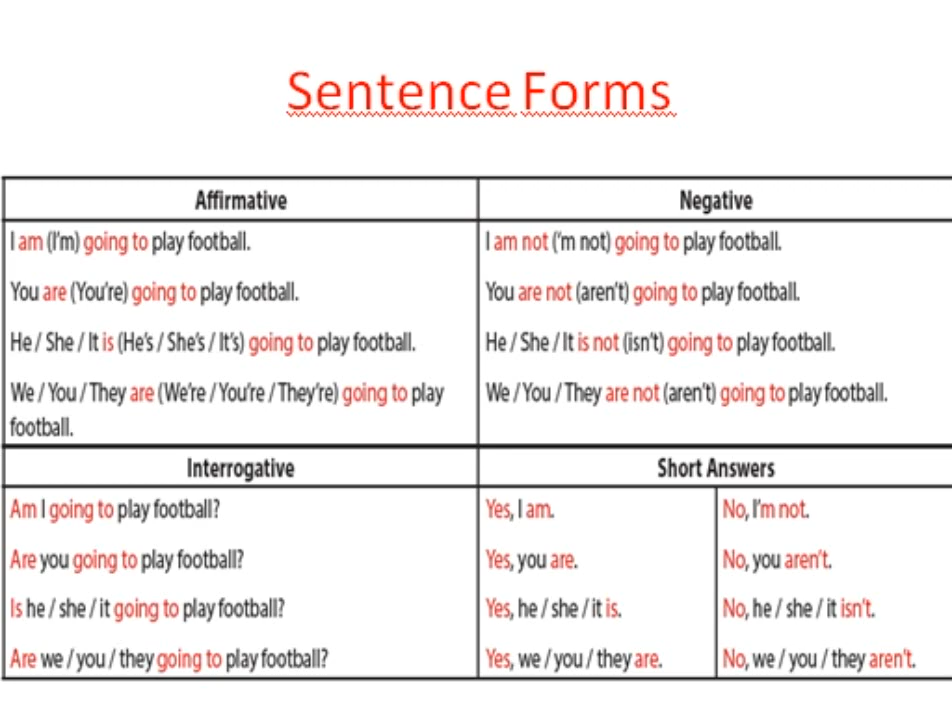 Sentence Forms
Affirmative
I am (I'm) going to play football.
You are (You're) going to play football.
He / She / It is (He's / She's / It's) going to play football.
We / You / They are (We're / You're / They're) going to play
football.
Negative
I am not ('m not) going to play football.
You are not (aren't) going to play football.
He / She / It is not (isn't) going to play football.
We / You / They are not (aren't) going to play football.
Interrogative
Am I going to play football?
Are you going to play football?
Is he / she / it going to play football?
Are we / you / they going to play football?
Short Answers
Yes, I am.
Yes, you are.
Yes, he / she / it is.
Yes, we / you / they are.
No, I'm not.
No, you aren't.
No, he / she / it isn't.
No, we / you / they aren't.